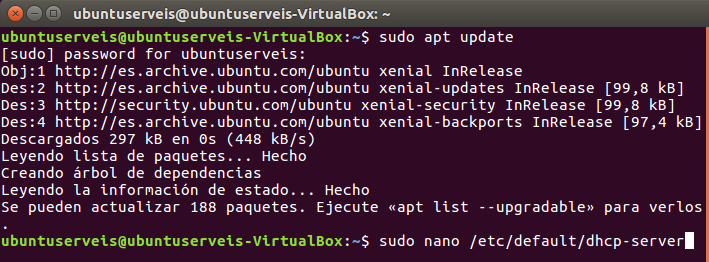 ubuntuserveis@ubuntuserveis-VirtualBox: ~
ubuntuserveis@ubuntuserveis-VirtualBox:~$ sudo apt update
[sudo] password for ubuntuserveis:
Obj:1 http://es.archive.ubuntu.com/ubuntu xenial InRelease
Des:2 http://es.archive.ubuntu.com/ubuntu xenial-updates InRelease [99,8 kB]
Des:3 http://security.ubuntu.com/ubuntu xenial-security InRelease [99,8 kB]
Des:4 http://es.archive.ubuntu.com/ubuntu xenial-backports InRelease [97,4 kB]
Descargados 297 kB en 0s (448 kB/s)
Leyendo lista de paquetes... Hecho
Creando árbol de dependencias
Leyendo la información de estado... Hecho
Se pueden actualizar 188 paquetes. Ejecute «apt list --upgradable» para verlos
.
ubuntuserveis@ubuntuserveis-VirtualBox:~$ sudo nano /etc/default/dhcp-server